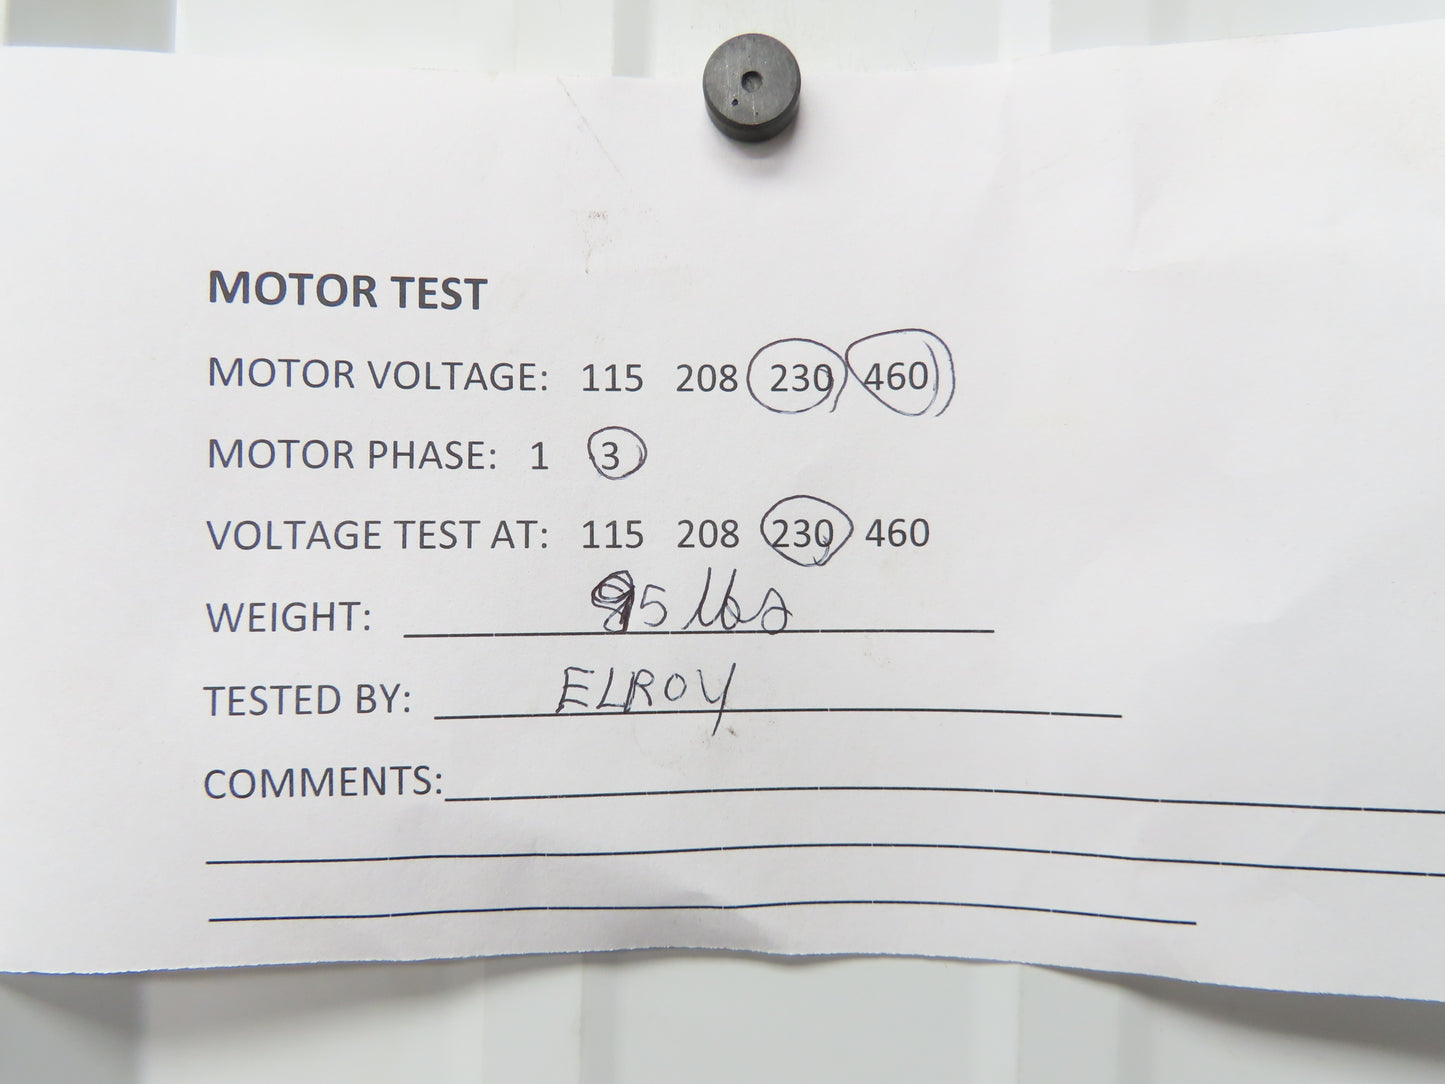 MOTOR TEST
MOTOR VOLTAGE: 115 208 230 460
MOTOR PHASE: 1 3
VOLTAGE TEST AT: 115 208 230 460
WEIGHT: 95 lbs
TESTED BY: ELROY
COMMENTS: